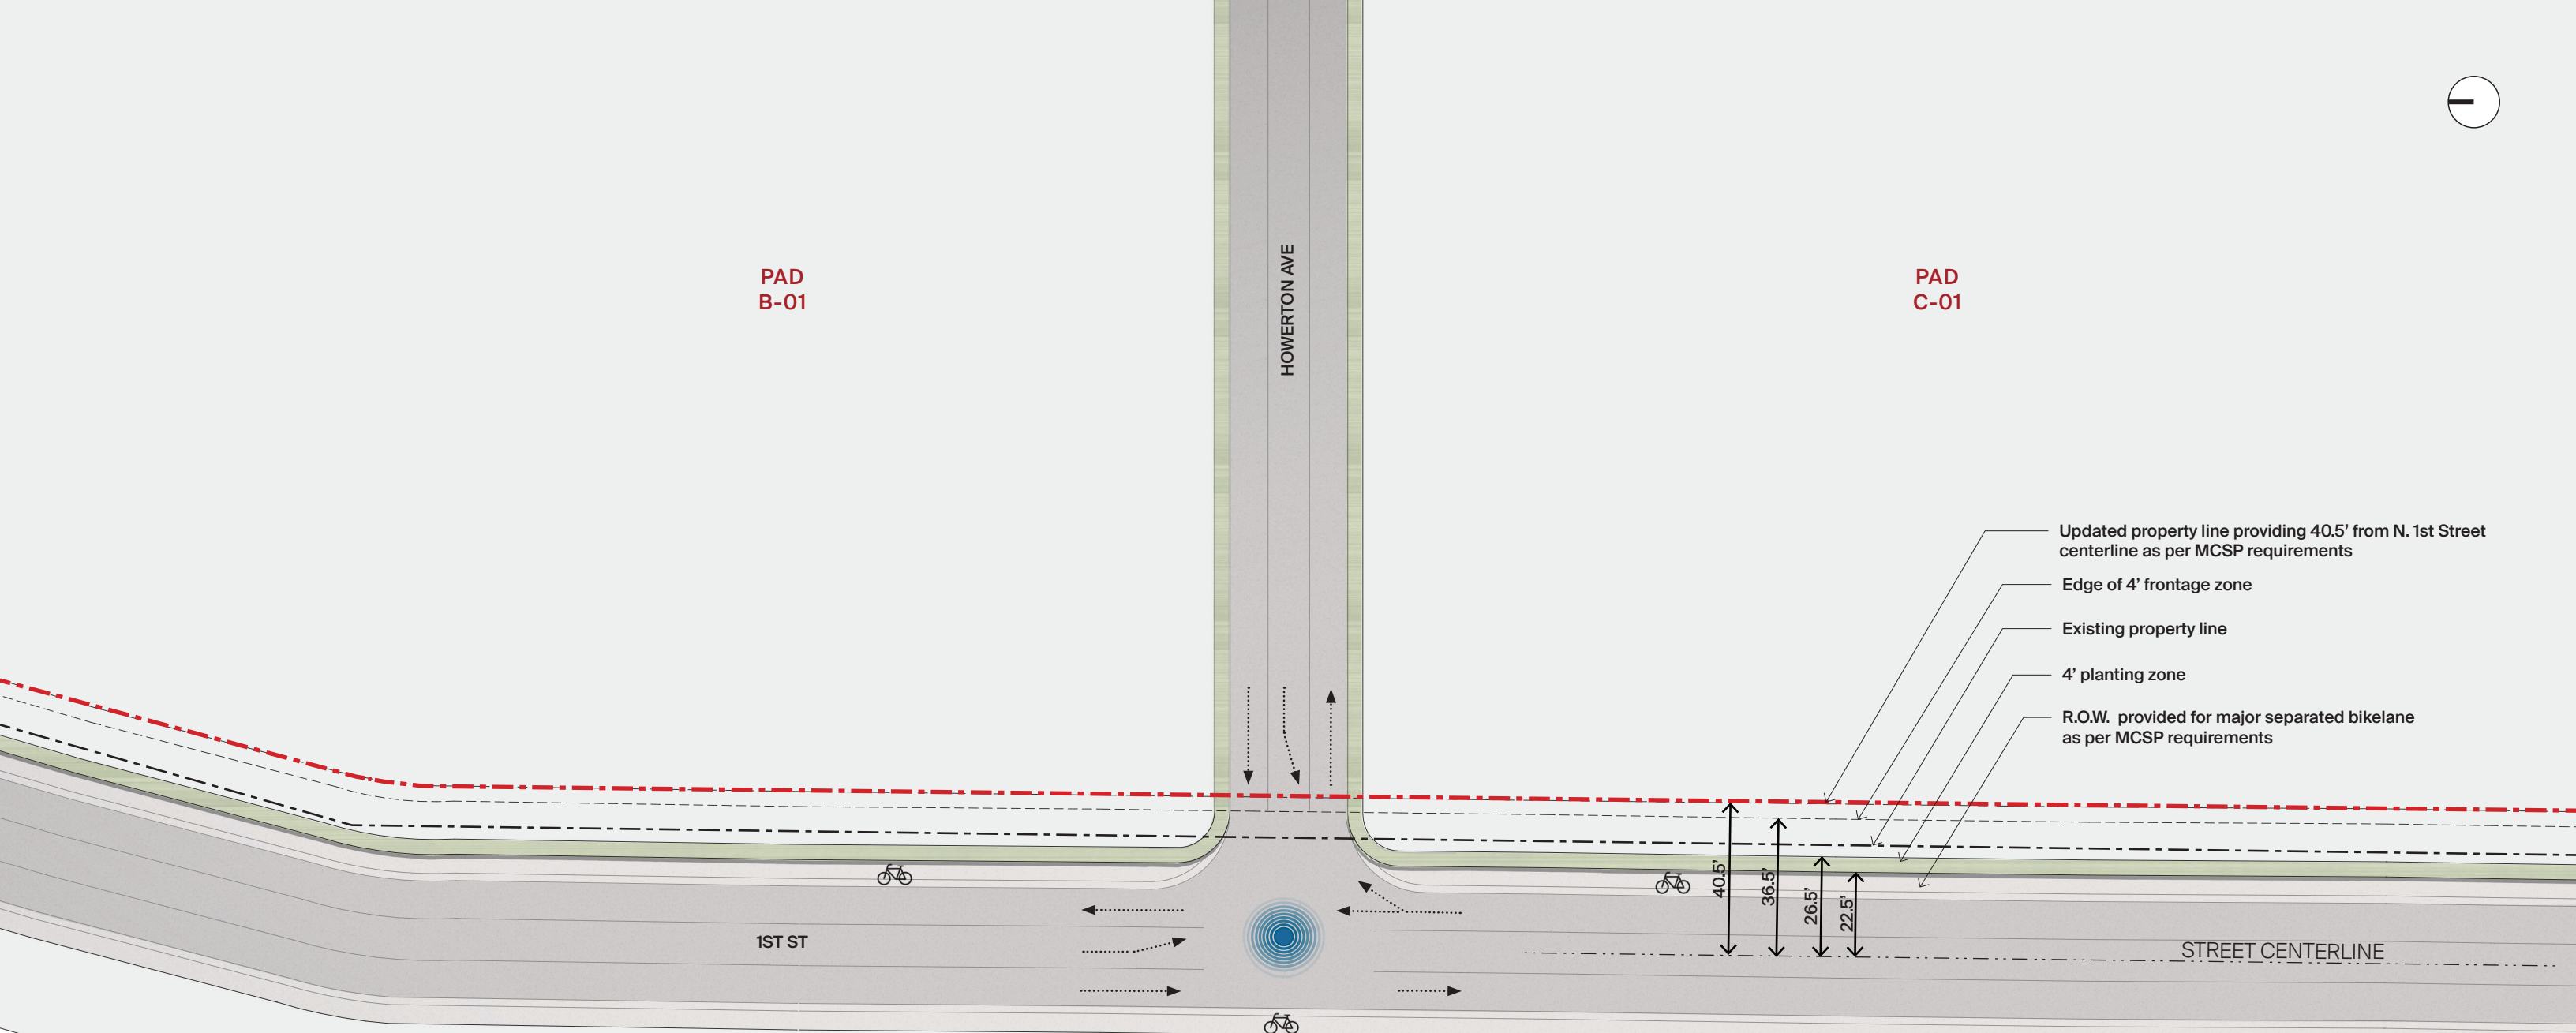 PAD
B-01
HOWERTON AVE
PAD
C-01
Updated property line providing 40.5’ from N. 1st Street
centerline as per MCSP requirements
Edge of 4’ frontage zone
Existing property line
4’ planting zone
R.O.W. provided for major separated bikelane
as per MCSP requirements
40.5’
36.5’
26.5’
22.5’
1ST ST
STREET CENTERLINE